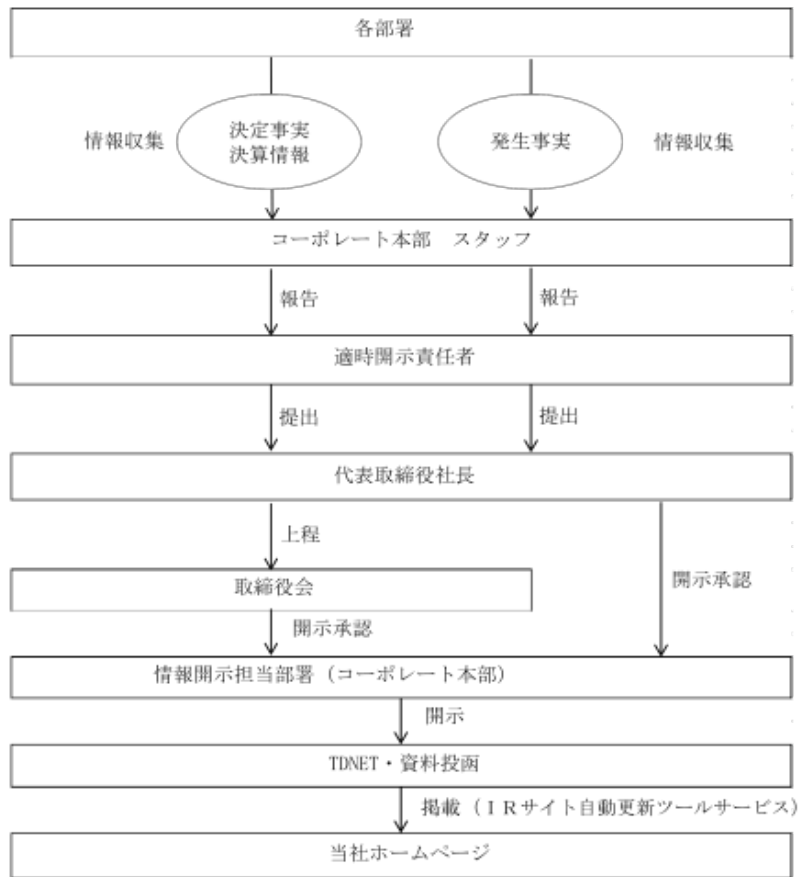 各部署
情報収集
決定事実
決算情報
発生事実
情報収集
コーポレート本部　スタッフ
報告
報告
適時開示責任者
提出
提出
代表取締役社長
上程
取締役会
開示承認
開示承認
情報開示担当部署（コーポレート本部）
開示
TDNET・資料投函
掲載（ＩＲサイト自動更新ツールサービス）
当社ホームページ